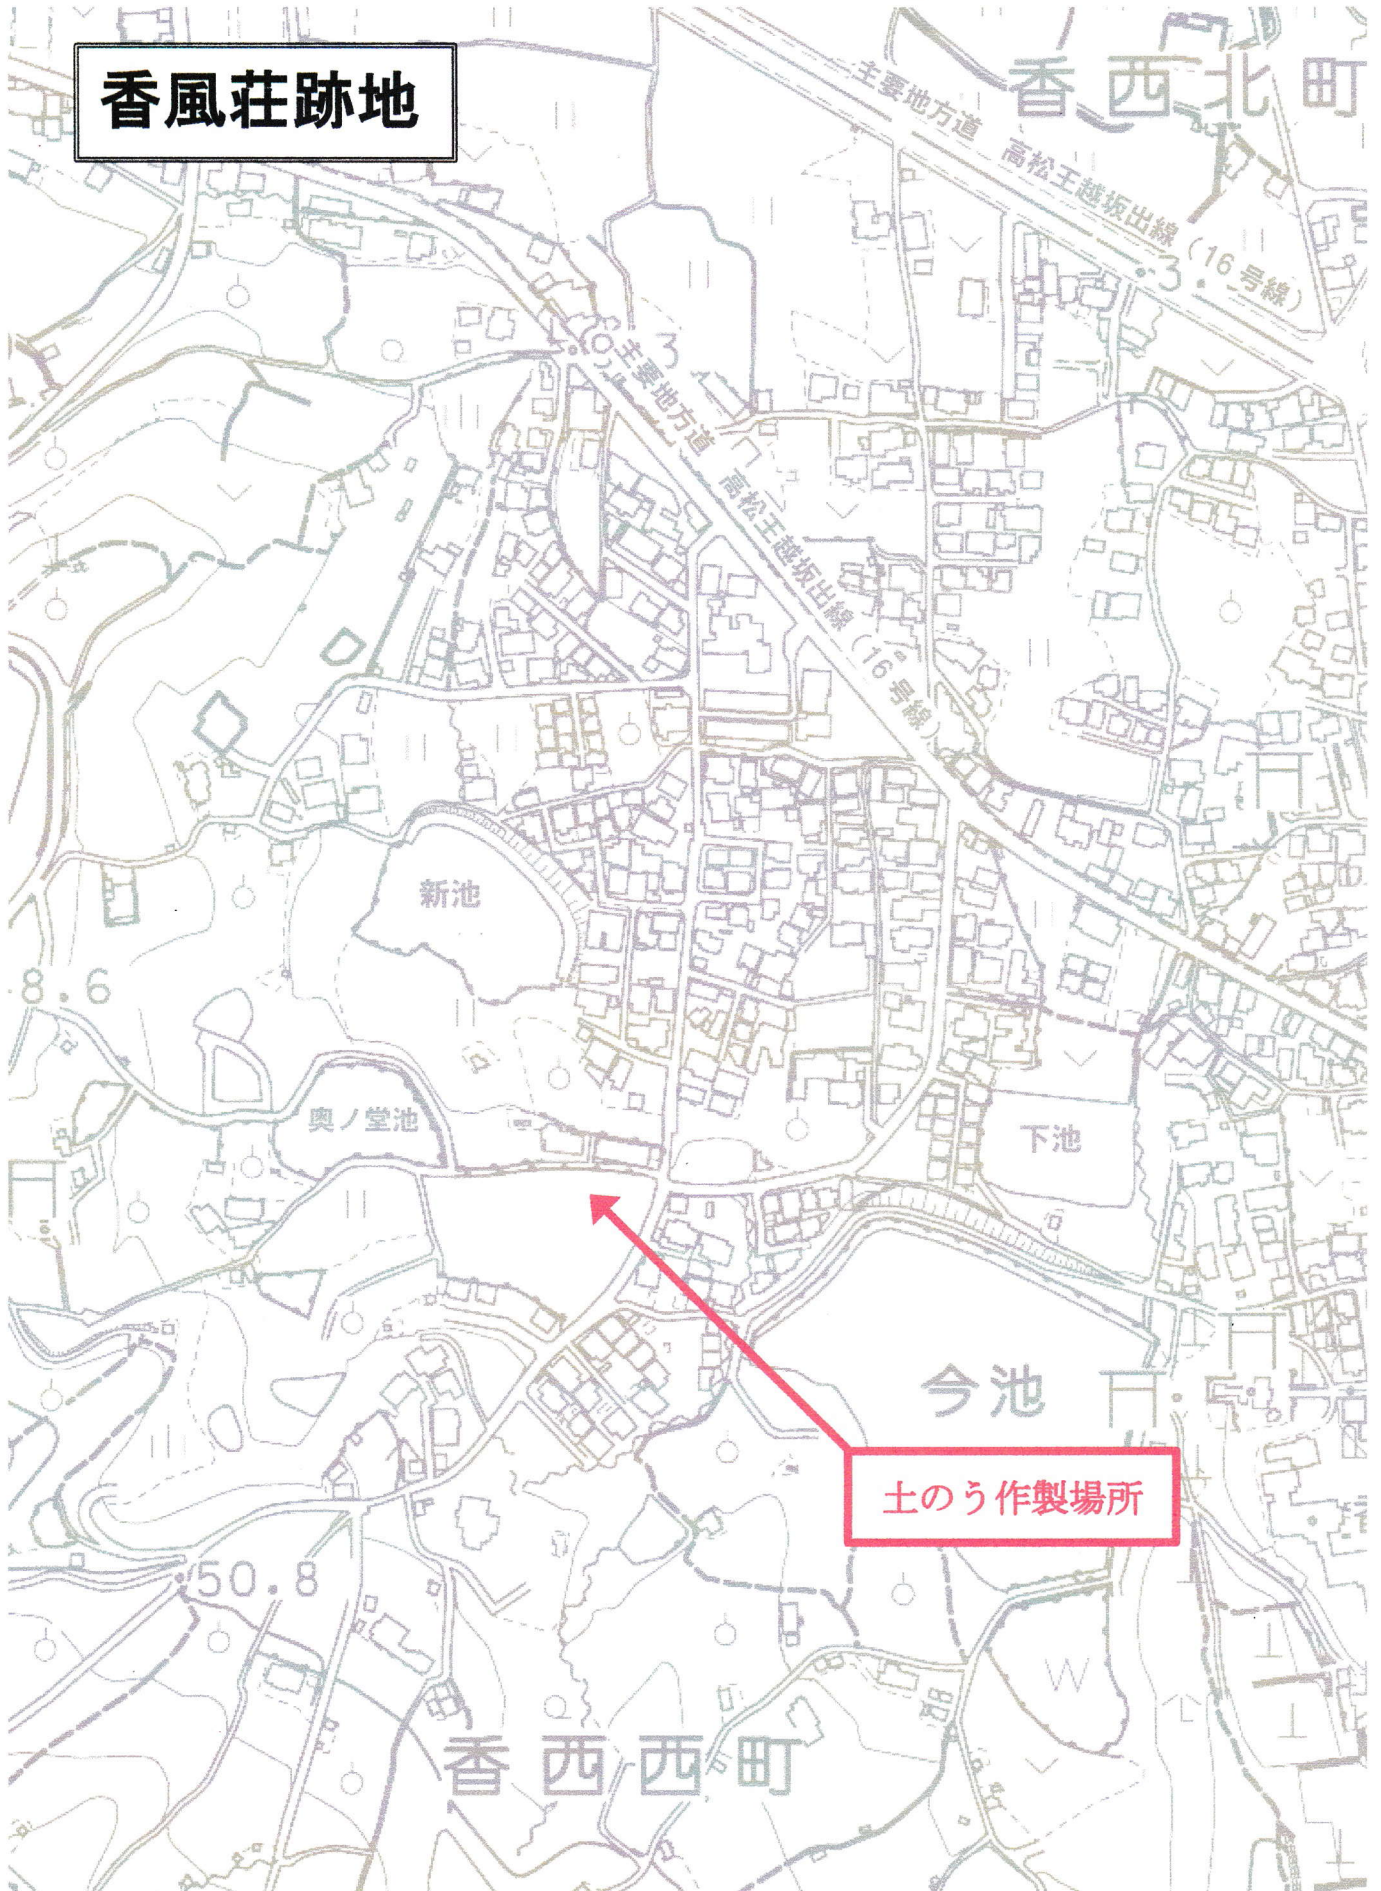 香風荘跡地
香西北町
主要地方道 高松王越坂出線（16号線）
3.
3
主要地方道 高松王越坂出線（16号線）
新池
8.6
奥ノ堂池
下池
今池
土のう作製場所
50.8
W
香西西町